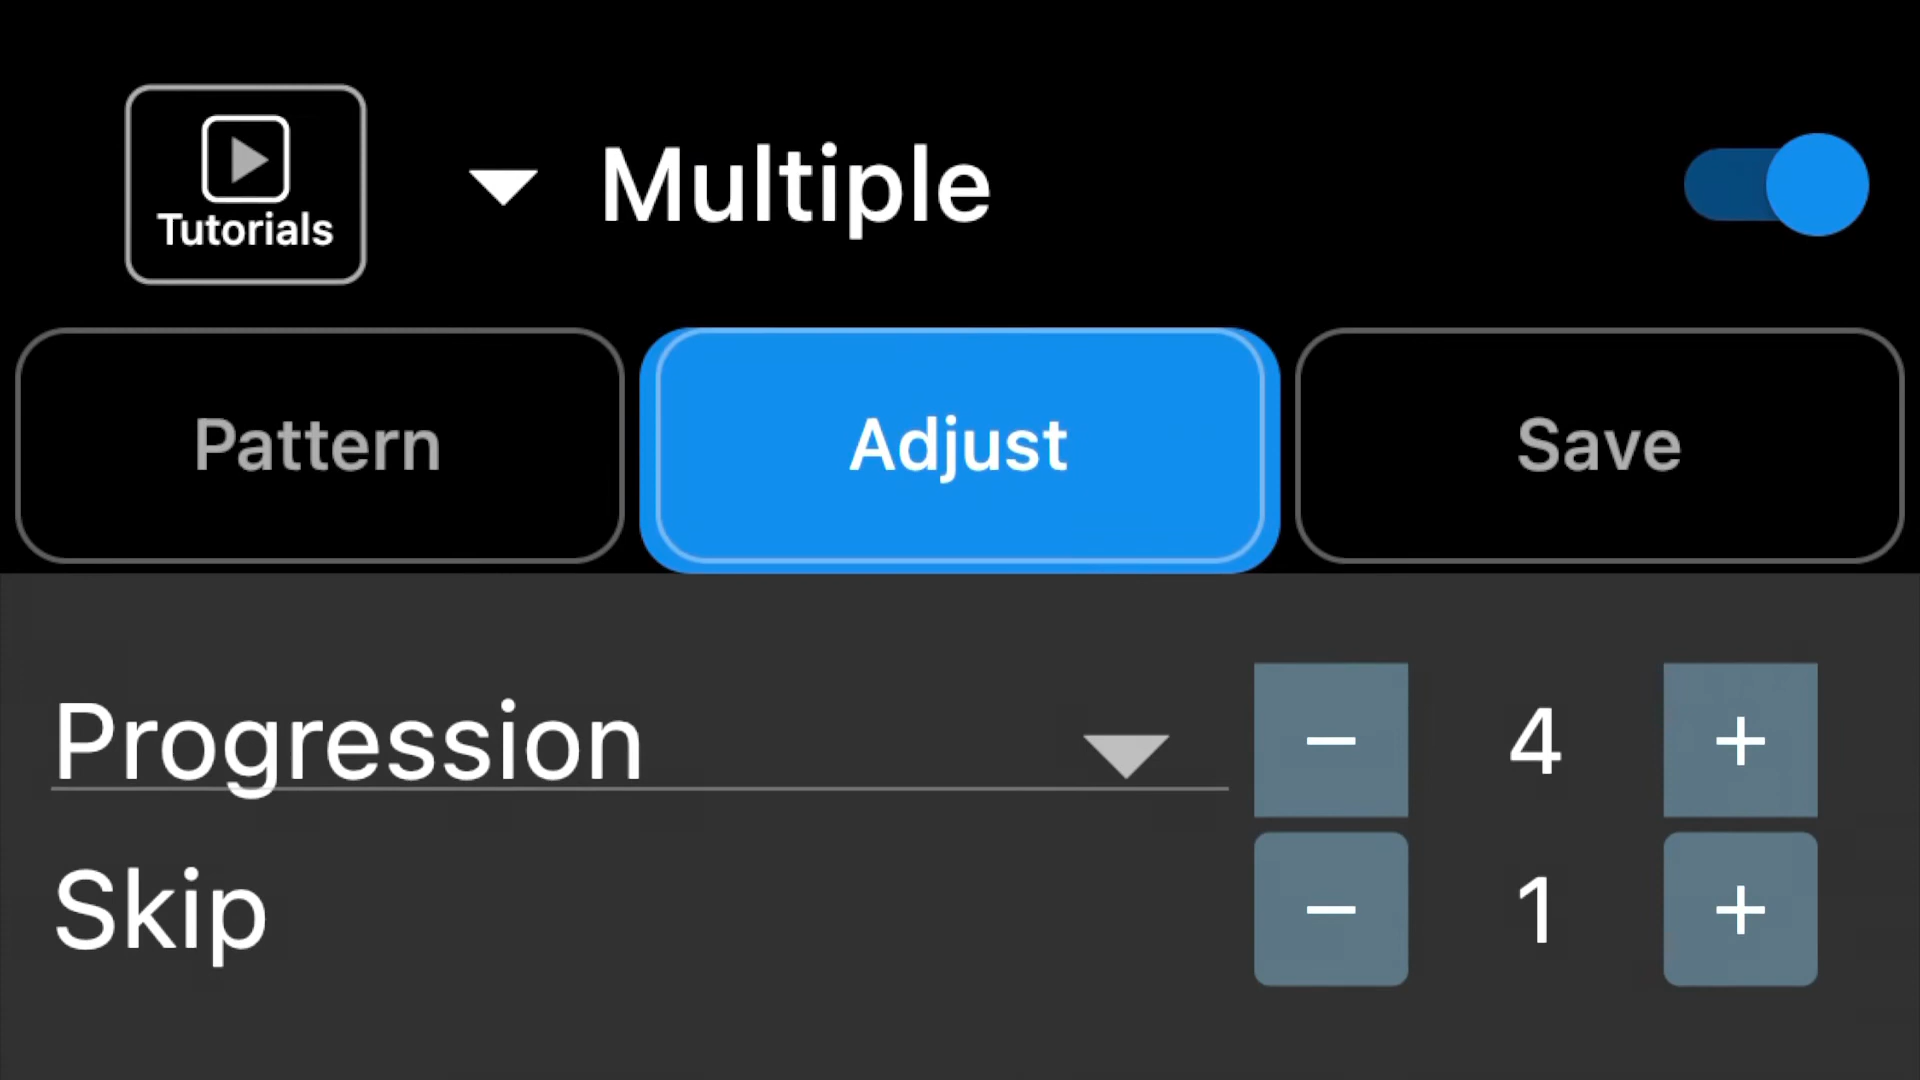 Tutorials
Multiple
Pattern
Adjust
Save
Progression
− 4 +
Skip
− 1 +